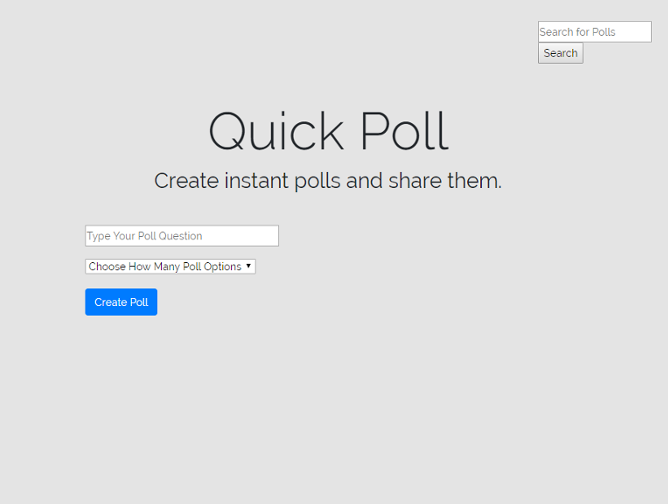 Search for Polls
Search
Quick Poll
Create instant polls and share them.
Type Your Poll Question
Choose How Many Poll Options
Create Poll